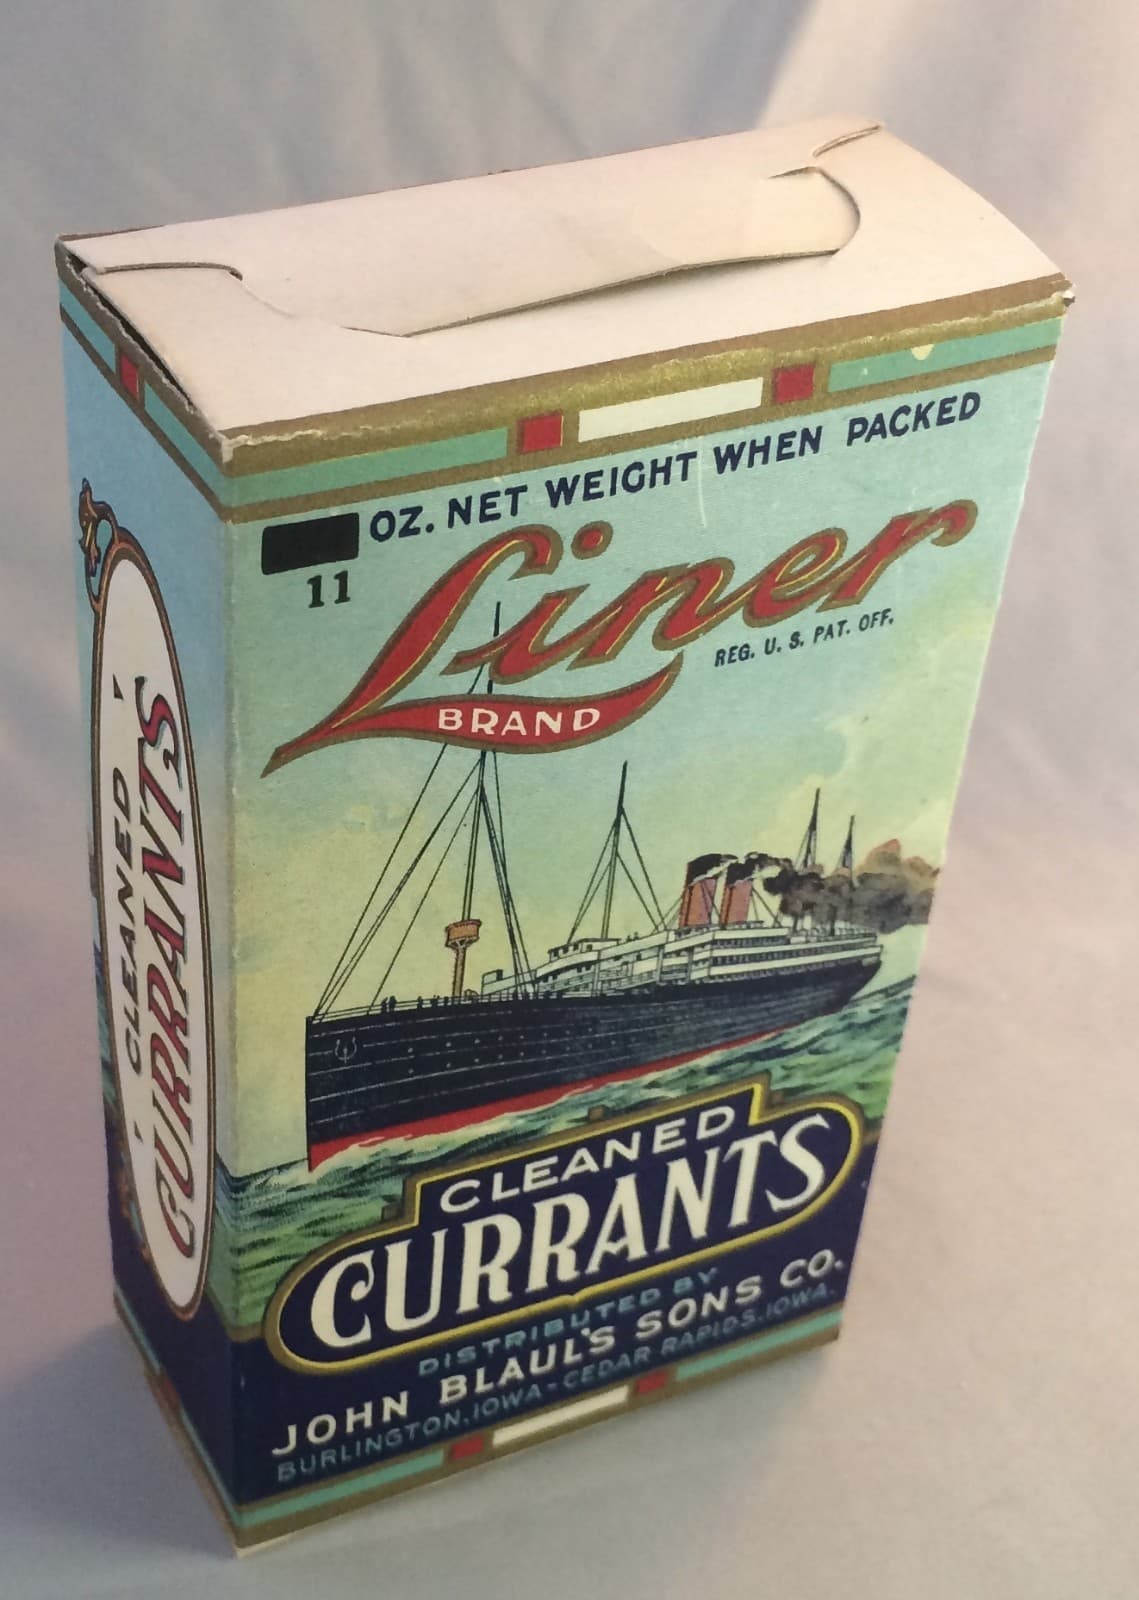 OZ. NET WEIGHT WHEN PACKED
11
Liner
BRAND
REG. U. S. PAT. OFF.
CLEANED
CURRANTS
DISTRIBUTED BY
JOHN BLAUL'S SONS CO.
BURLINGTON, IOWA-CEDAR RAPIDS, IOWA.
CLEANED
CURRANTS